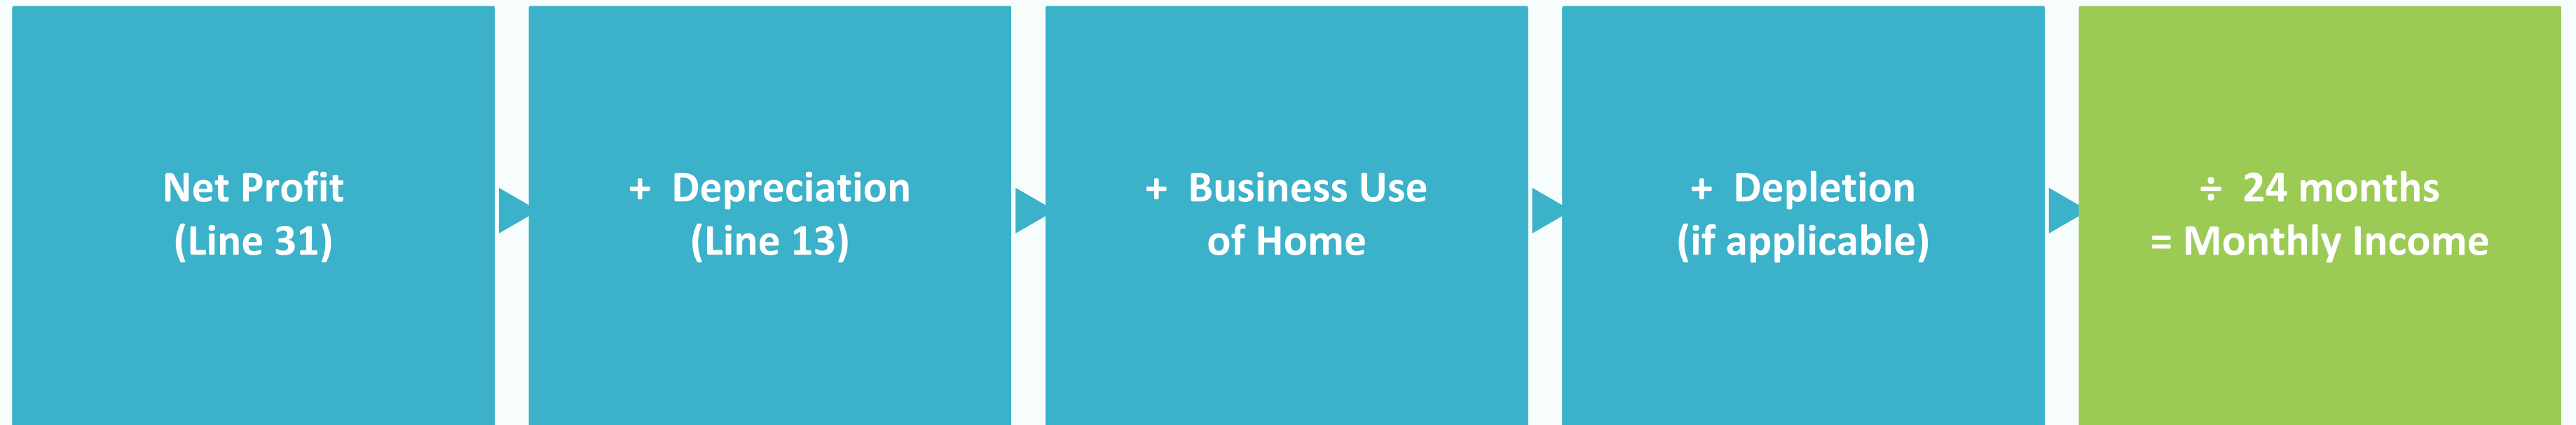 Net Profit
(Line 31)
+ Depreciation
(Line 13)
+ Business Use
of Home
+ Depletion
(if applicable)
÷ 24 months
= Monthly Income